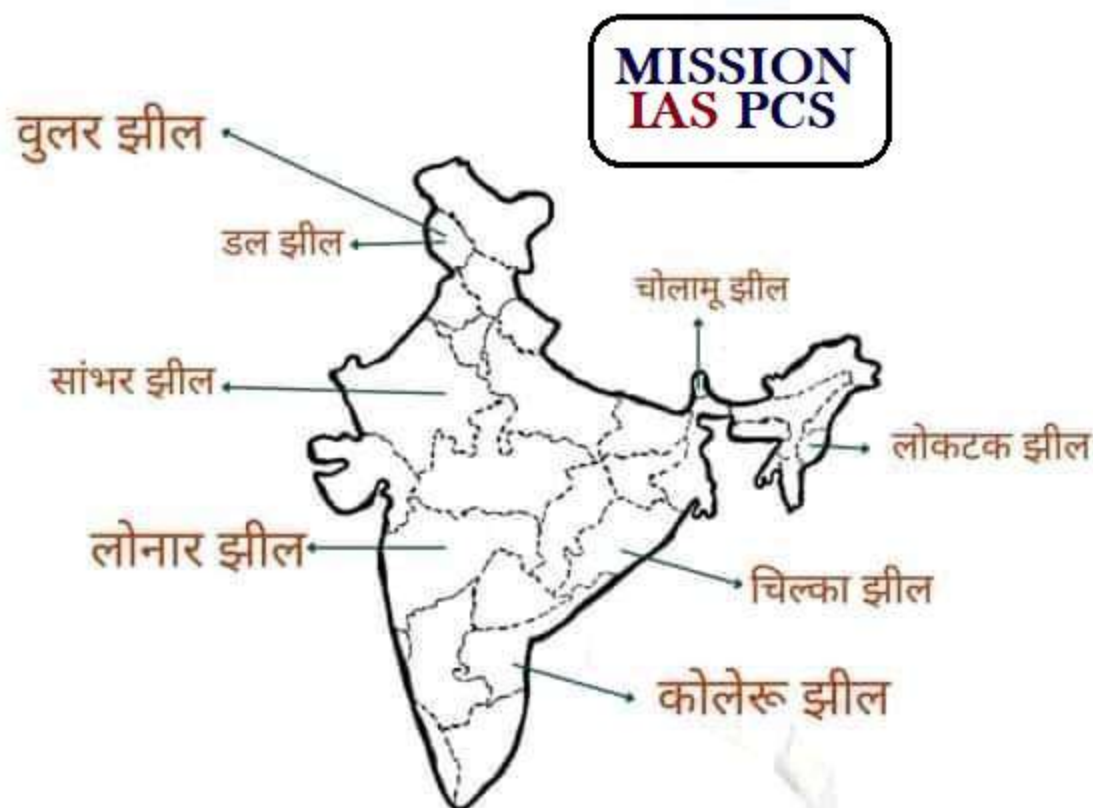 MISSION
IAS PCS
वुलर झील
डल झील
चोलामू झील
सांभर झील
लोकटक झील
लोनार झील
चिल्का झील
कोलेरू झील